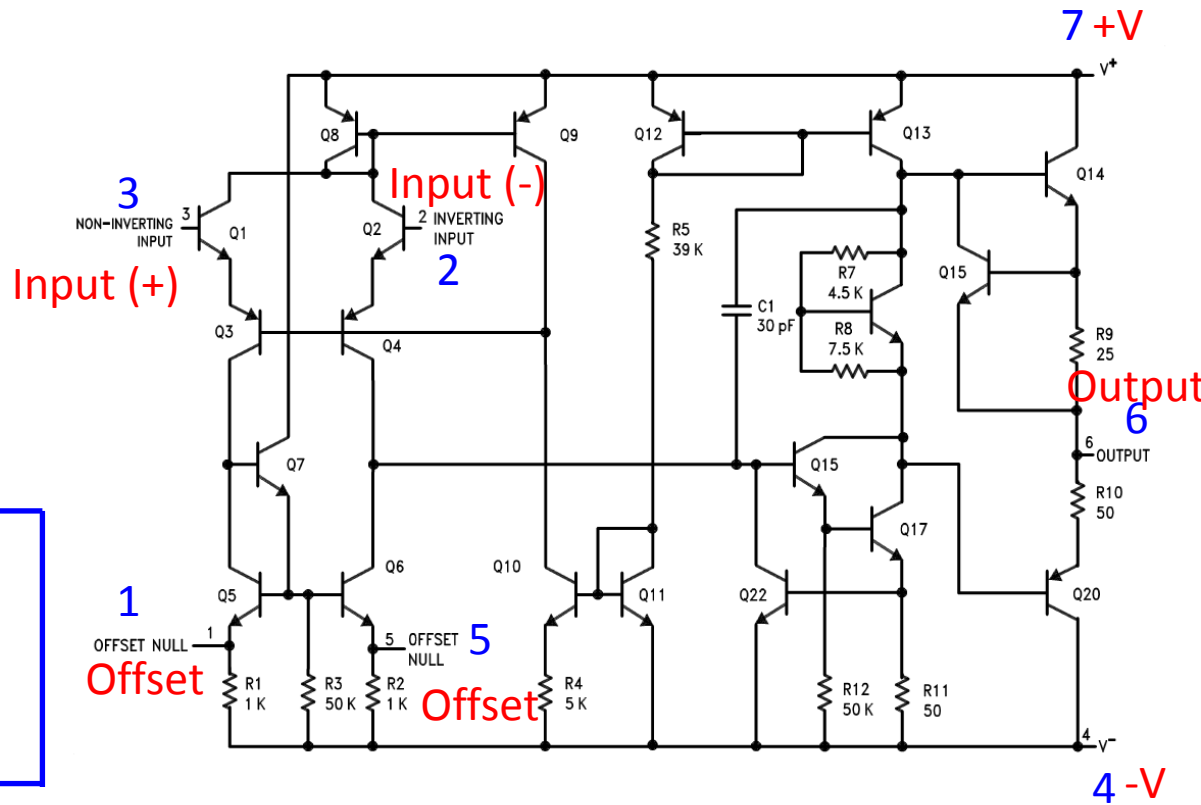 7 +V
V+
Q8
Q9
Q12
Q13
Q14
3
Input (-)
NON-INVERTING
INPUT
3
Q1
Q2
2 INVERTING
INPUT
2
R5
39 K
Input (+)
R7
4.5 K
Q15
C1
30 pF
R8
7.5 K
Q3
Q4
R9
25
Output
6
6
OUTPUT
Q7
Q15
R10
50
Q17
Q6
Q10
Q5
Q11
Q22
Q20
1
OFFSET NULL
1
Offset
5 OFFSET
NULL
5
Offset
R1
1 K
R3
50 K
R2
1 K
R4
5 K
R12
50 K
R11
50
4
V-
4 -V